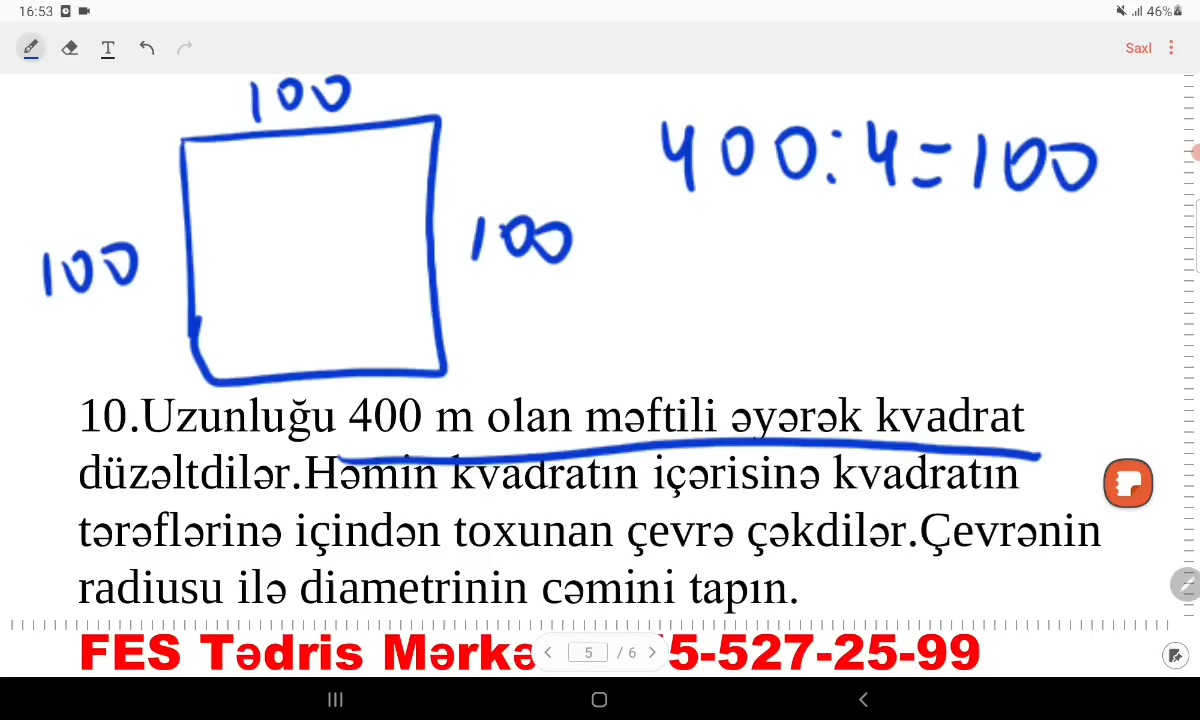 16:53
46%
T
Saxl
100
400:4=100
100
100
10.Uzunluğu 400 m olan məftili əyərək kvadrat
düzəltdilər.Həmin kvadratın içərisinə kvadratın
tərəflərinə içindən toxunan çevrə çəkdilər.Çevrənin
radiusu ilə diametrinin cəmini tapın.
FES Tədris Mərkə 5-527-25-99
5 / 6